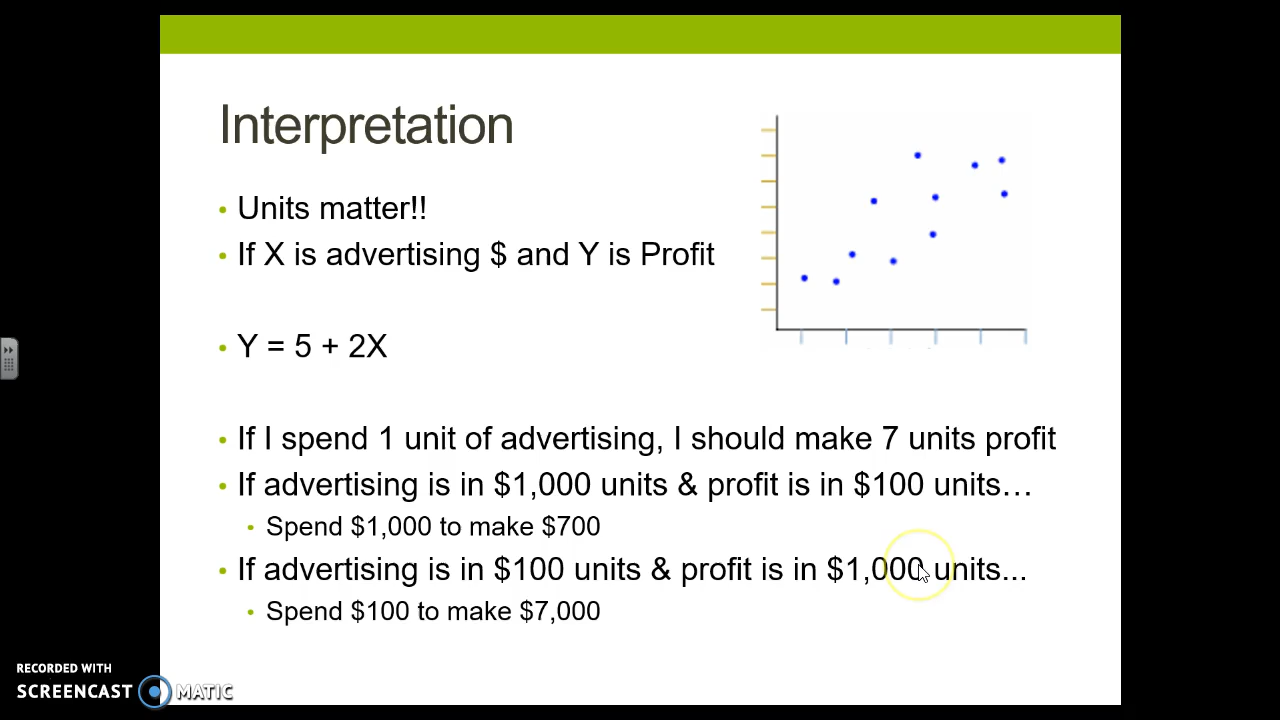 Interpretation
• Units matter!!
• If X is advertising $ and Y is Profit
• Y = 5 + 2X
• If I spend 1 unit of advertising, I should make 7 units profit
• If advertising is in $1,000 units & profit is in $100 units…
• Spend $1,000 to make $700
• If advertising is in $100 units & profit is in $1,000 units...
• Spend $100 to make $7,000
RECORDED WITH
SCREENCAST MATIC